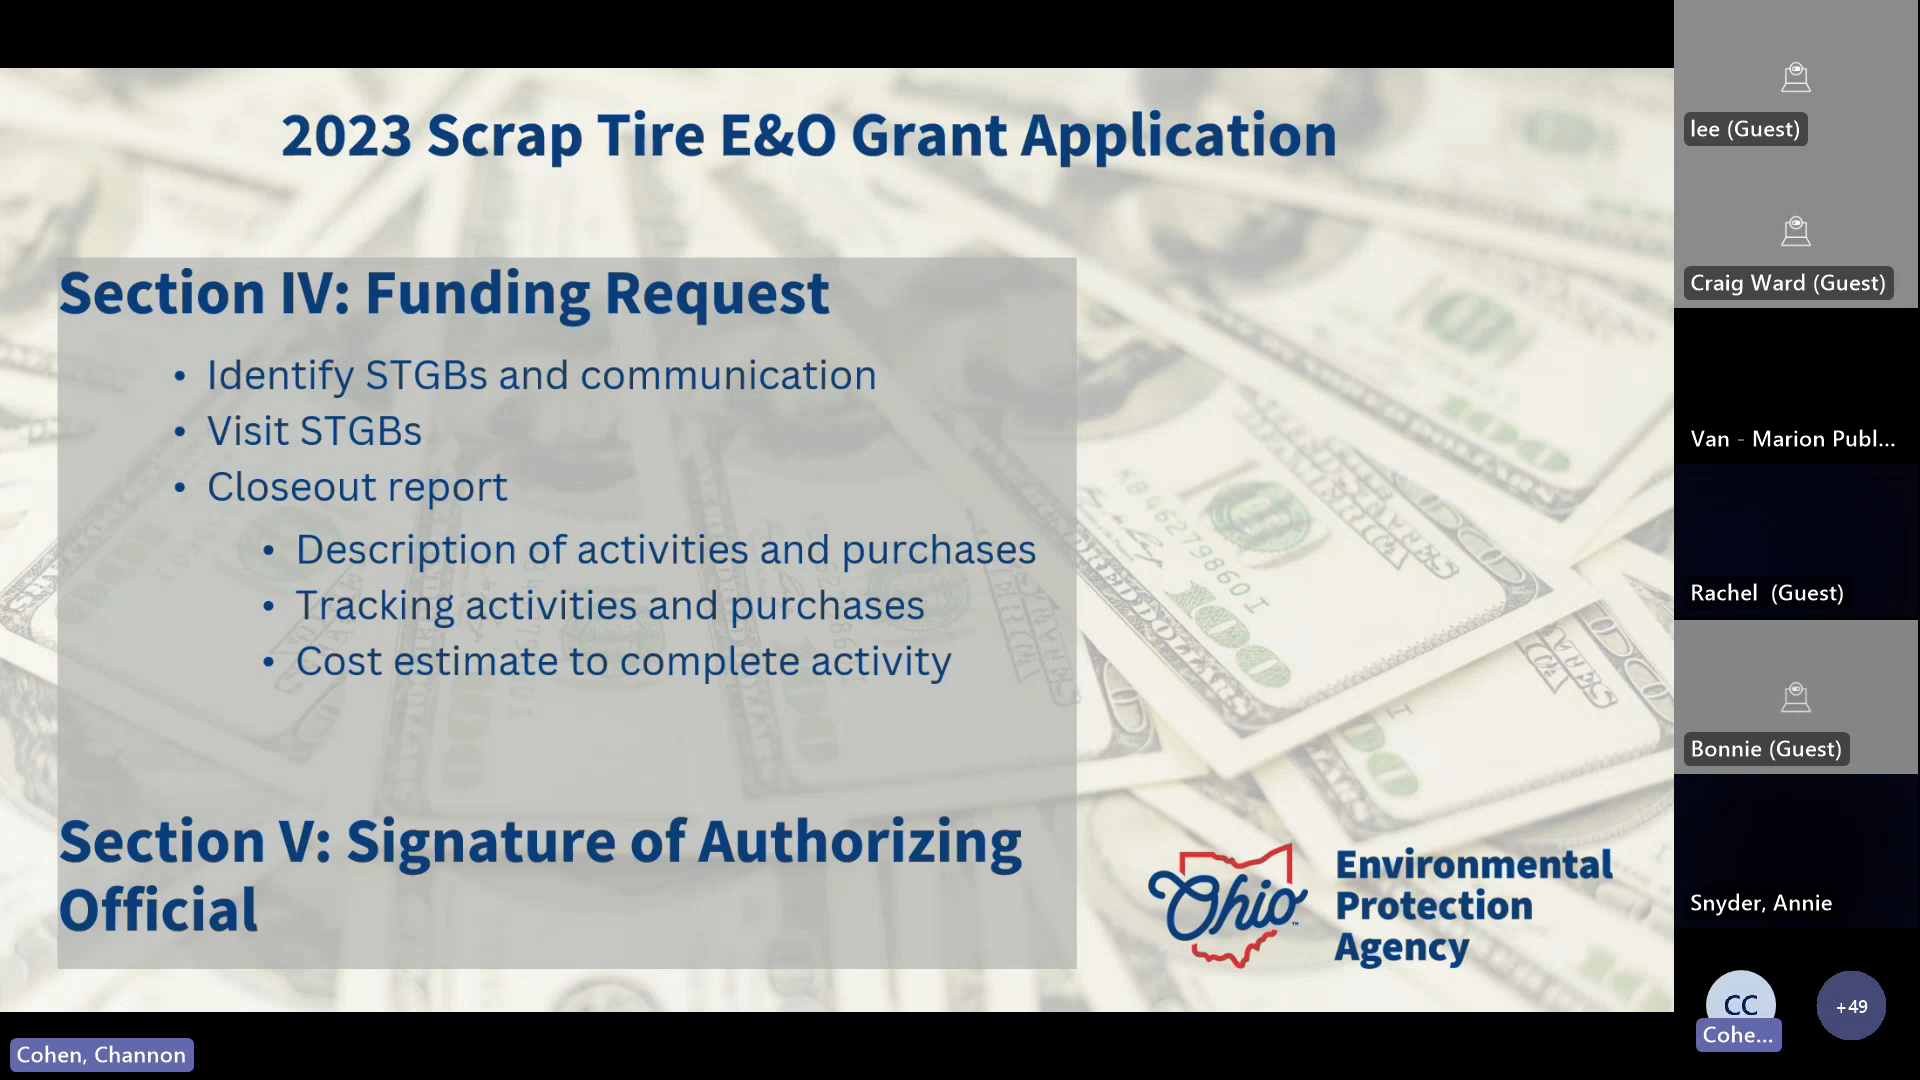 2023 Scrap Tire E&O Grant Application
Section IV: Funding Request
• Identify STGBs and communication
• Visit STGBs
• Closeout report
• Description of activities and purchases
• Tracking activities and purchases
• Cost estimate to complete activity
Section V: Signature of Authorizing
Official
Ohio
Environmental
Protection
Agency
KB46279860I
100
lee (Guest)
Craig Ward (Guest)
Van - Marion Publ...
Rachel (Guest)
Bonnie (Guest)
Snyder, Annie
CC
Cohe...
+49
Cohen, Channon